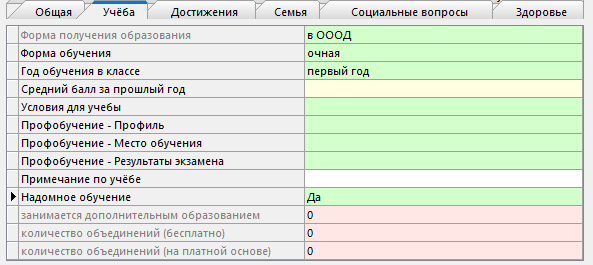 Общая Учёба Достижения Семья Социальные вопросы Здоровье
Форма получения образования в ОООД
Форма обучения очная
Год обучения в классе первый год
Средний балл за прошлый год
Условия для учебы
Профобучение - Профиль
Профобучение - Место обучения
Профобучение - Результаты экзамена
Примечание по учёбе
Надомное обучение Да
занимается дополнительным образованием 0
количество объединений (бесплатно) 0
количество объединений (на платной основе) 0